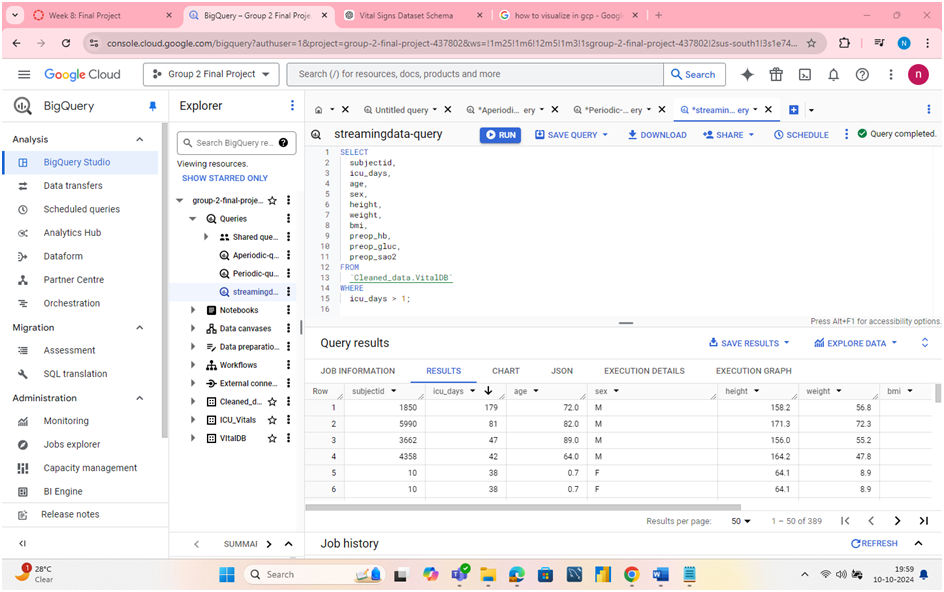 Week 8: Final Project
BigQuery – Group 2 Final Proje
Vital Signs Dataset Schema
how to visualize in gcp - Google
console.cloud.google.com/bigquery?authuser=1&project=group-2-final-project-437802&ws=!1m25!1m6!12m5!1m3!1sgroup-2-final-project-437802!2sus-south1!3s1e74...
N
Google Cloud
Group 2 Final Project
Search (/) for resources, docs, products and more
Search
n
BigQuery
Analysis
BigQuery Studio
Data transfers
Scheduled queries
Analytics Hub
Dataform
Partner Centre
Orchestration
Migration
Assessment
SQL translation
Administration
Monitoring
Jobs explorer
Capacity management
BI Engine
Release notes
Explorer
Search BigQuery re...
Viewing resources.
SHOW STARRED ONLY
group-2-final-proje...
Queries
Shared que...
Aperiodic-q...
Periodic-qu...
streamingd...
Notebooks
Data canvases
Data preparatio...
Workflows
External conne...
Cleaned_d...
ICU_Vitals
VitalDB
SUMMAI
Untitled query
*Aperiodi... ery
*Periodic-... ery
*streamin... ery
streamingdata-query
RUN
SAVE QUERY
DOWNLOAD
SHARE
SCHEDULE
Query completed.
1 SELECT
2 subjectid,
3 icu_days,
4 age,
5 sex,
6 height,
7 weight,
8 bmi,
9 preop_hb,
10 preop_gluc,
11 preop_sao2
12 FROM
13 `Cleaned_data.VitalDB`
14 WHERE
15 icu_days > 1;
16
Press Alt+F1 for accessibility options.
Query results
SAVE RESULTS
EXPLORE DATA
JOB INFORMATION RESULTS CHART JSON EXECUTION DETAILS EXECUTION GRAPH
Row subjectid icu_days age sex height weight bmi
1 1850 179 72.0 M 158.2 56.8
2 5990 81 82.0 M 171.3 72.3
3 3662 47 89.0 M 156.0 55.2
4 4358 42 64.0 M 164.2 47.8
5 10 38 0.7 F 64.1 8.9
6 10 38 0.7 F 64.1 8.9
Results per page: 50 1 – 50 of 389
Job history
REFRESH
1
28°C
Clear
Search
19:59
10-10-2024